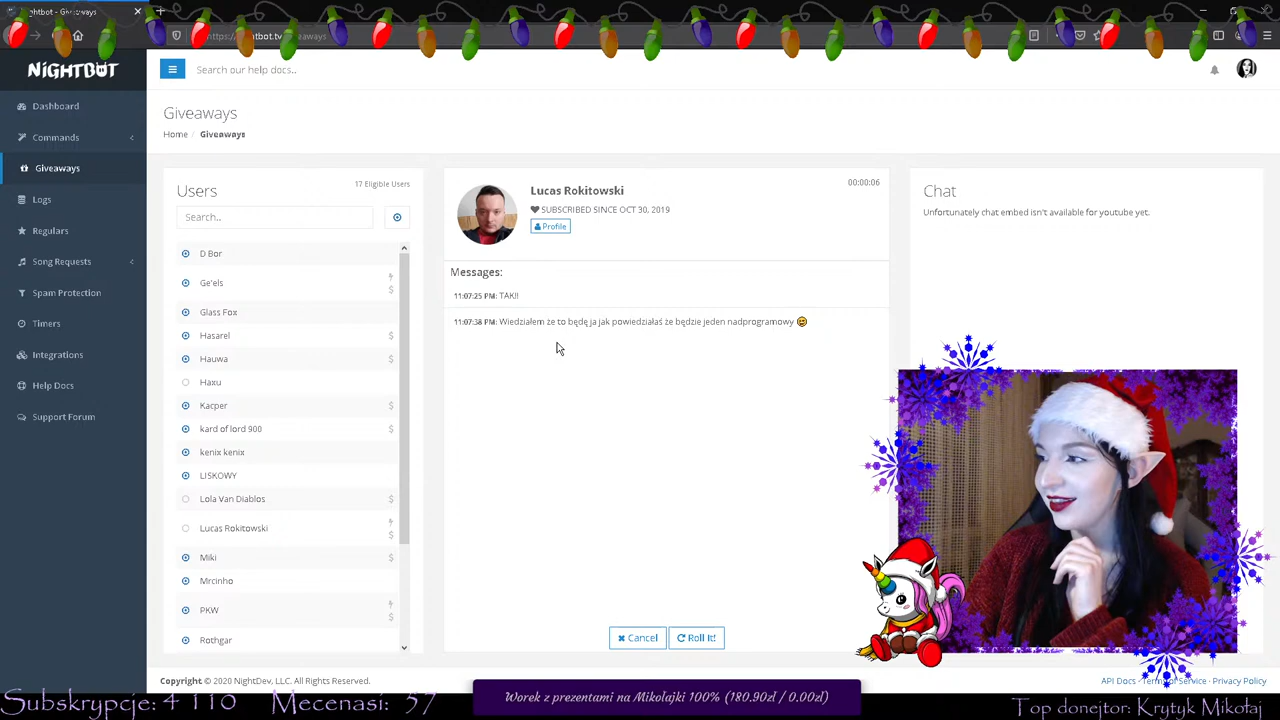 Nightbot - Giveaways
https://nightbot.tv/giveaways
NIGHTBOT
Search our help docs..
Dashboard
Commands
Giveaways
Logs
Regulars
Song Requests
Spam Protection
Timers
Integrations
Help Docs
Support Forum
Giveaways
Home / Giveaways
Users
17 Eligible Users
Search..
D Bor
Ge'els
Glass Fox
Hasarel
Hauwa
Haxu
Kacper
kard of lord 900
kenix kenix
LISKOWY
Lola Van Diablos
Lucas Rokitowski
Miki
Mrcinho
PKW
Rothgar
Lucas Rokitowski
00:00:06
SUBSCRIBED SINCE OCT 30, 2019
Profile
Messages:
11:07:25 PM: TAK!!
11:07:38 PM: Wiedziałem że to będę ja jak powiedziałaś że będzie jeden nadprogramowy
Cancel
Roll It!
Chat
Unfortunately chat embed isn't available for youtube yet.
Copyright © 2020 NightDev, LLC. All Rights Reserved.
API Docs · Terms of Service · Privacy Policy
Subskrypcje: 4 110 Mecenasi: 57
Worek z prezentami na Mikołajki 100% (180.90zł / 0.00zł)
Top donejtor: Krytyk Mikołaj